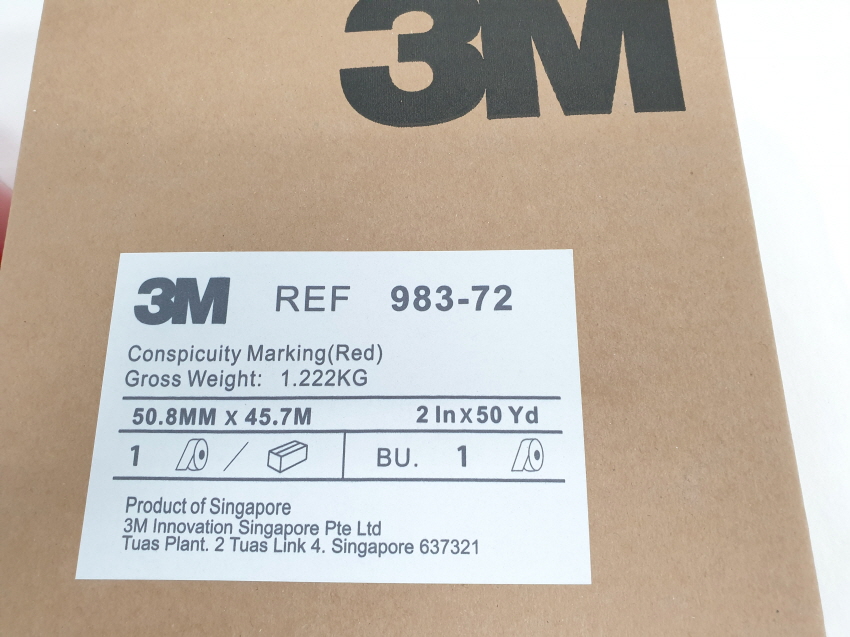 3M
3M REF 983-72
Conspicuity Marking(Red)
Gross Weight: 1.222KG
50.8MM X 45.7M 2 In X 50 Yd
1 / BU. 1
Product of Singapore
3M Innovation Singapore Pte Ltd
Tuas Plant. 2 Tuas Link 4. Singapore 637321